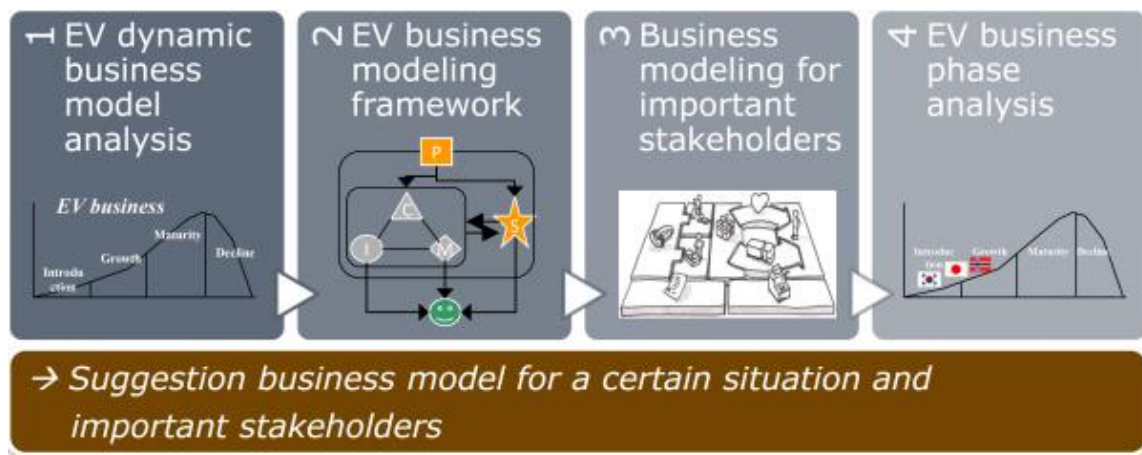 1 EV dynamic
business
model
analysis
EV business
Maturity
Growth
Decline
Introdu
ction
2 EV business
modeling
framework
P
C
S
I
M
3 Business
modeling for
important
stakeholders
4 EV business
phase
analysis
Introduc
tion
Growth
Maturity
Decline
→ Suggestion business model for a certain situation and
important stakeholders